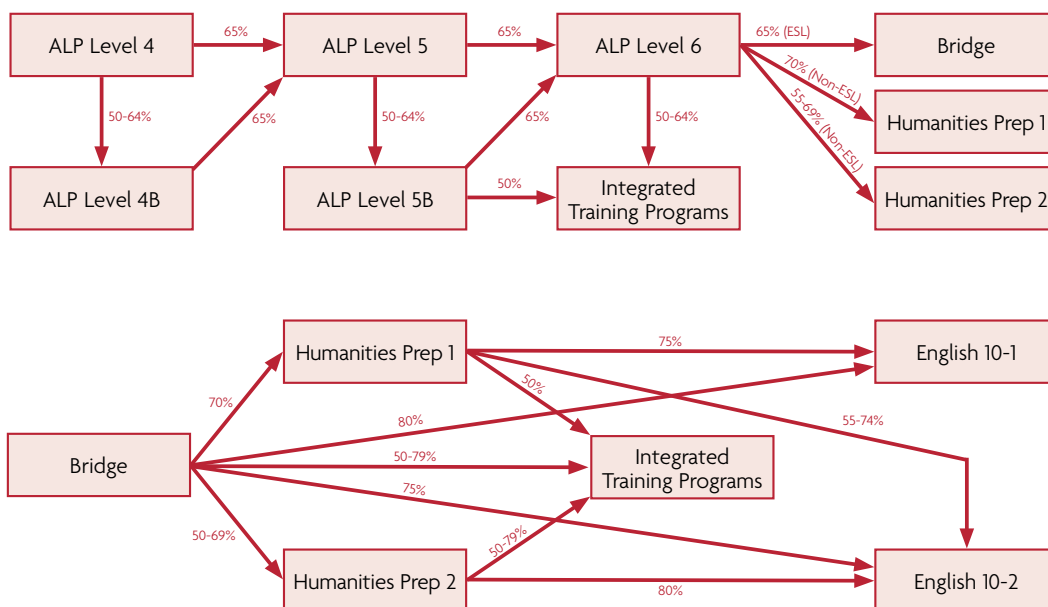 ALP Level 4
65%
ALP Level 5
65%
ALP Level 6
65% (ESL)
Bridge
70% (Non-ESL)
Humanities Prep 1
55-69% (Non-ESL)
50-64%
65%
50-64%
65%
50-64%
ALP Level 4B
ALP Level 5B
50%
Integrated
Training Programs
Humanities Prep 2
Humanities Prep 1
75%
English 10-1
50%
70%
80%
55-74%
Bridge
50-79%
Integrated
Training Programs
75%
50-69%
50-79%
Humanities Prep 2
80%
English 10-2